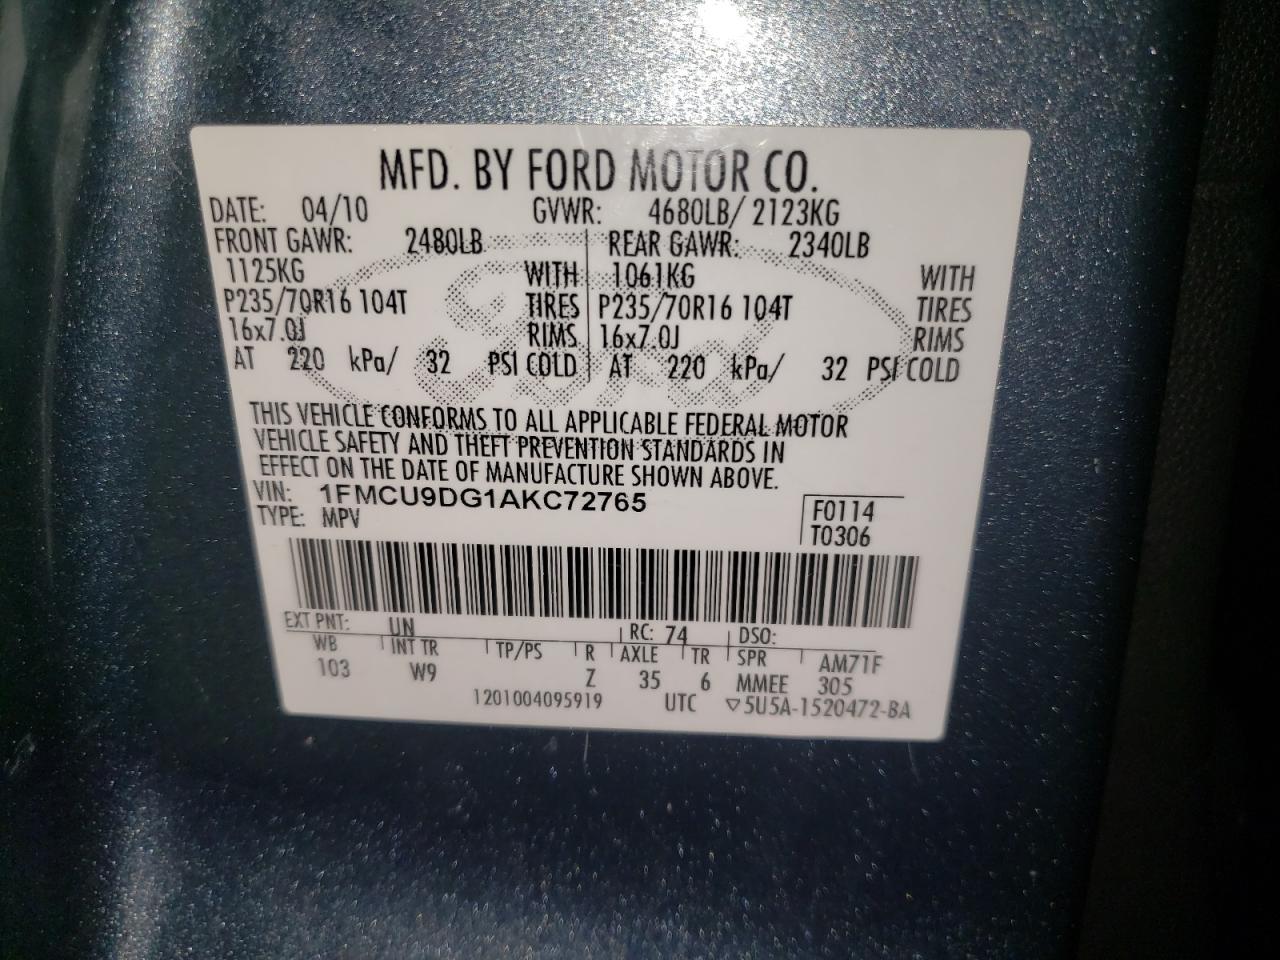 MFD. BY FORD MOTOR CO.
DATE: 04/10 GVWR: 4680LB/ 2123KG
FRONT GAWR: 2480LB REAR GAWR: 2340LB
1125KG WITH 1061KG WITH
P235/70R16 104T TIRES P235/70R16 104T TIRES
16x7.0J RIMS 16x7.0J RIMS
AT 220 kPa/ 32 PSI COLD AT 220 kPa/ 32 PSI COLD
Ford
THIS VEHICLE CONFORMS TO ALL APPLICABLE FEDERAL MOTOR
VEHICLE SAFETY AND THEFT PREVENTION STANDARDS IN
EFFECT ON THE DATE OF MANUFACTURE SHOWN ABOVE.
VIN: 1FMCU9DG1AKC72765
TYPE: MPV
F0114
T0306
EXT PNT: UN RC: 74 DSO:
WB INT TR TP/PS R AXLE TR SPR AM71F
103 W9 Z 35 6 MMEE 305
1201004095919 UTC ▽5U5A-1520472-BA